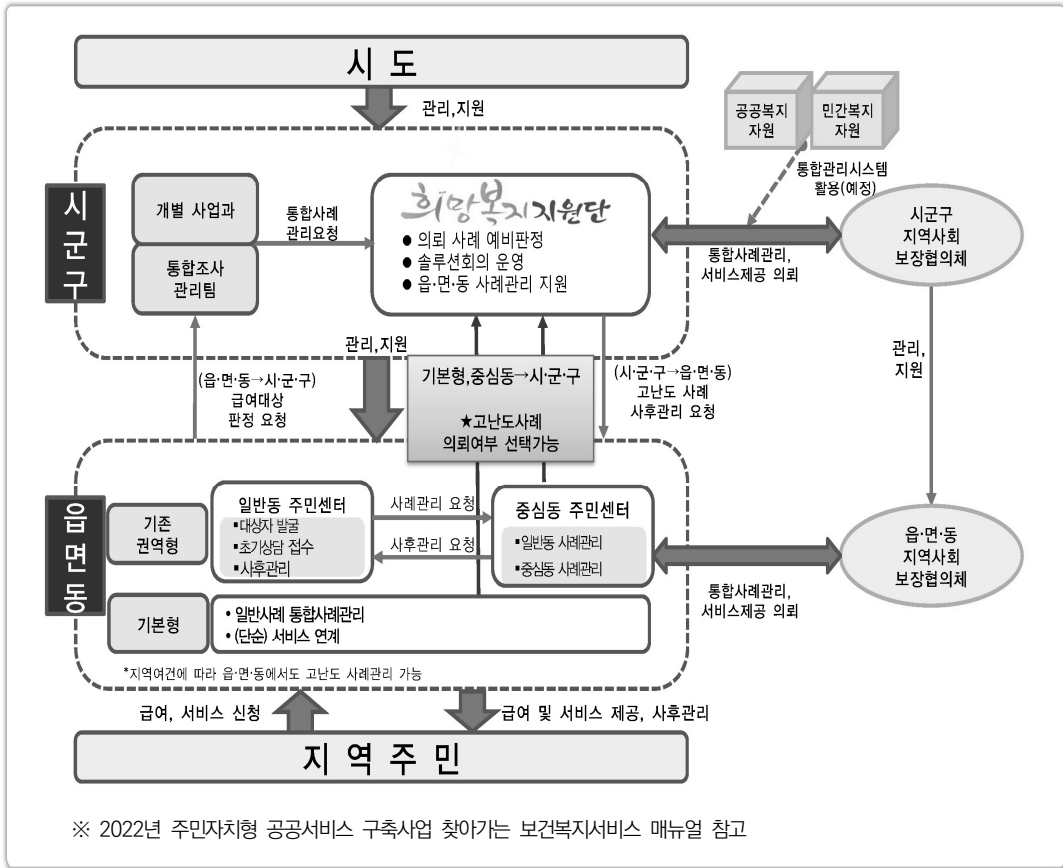 시 도
관리,지원
공공복지
자원
민간복지
자원
통합관리시스템
활용(예정)
시
군
구
개별 사업과
통합조사
관리팀
통합사례
관리요청
희망복지지원단
● 의뢰 사례 예비판정
● 솔루션회의 운영
● 읍·면·동 사례관리 지원
통합사례관리,
서비스제공 의뢰
시군구
지역사회
보장협의체
관리,지원
(읍·면·동→시·군·구)
급여대상
판정 요청
기본형,중심동→시·군·구
★고난도사례
의뢰여부 선택가능
(시·군·구→읍·면·동)
고난도 사례
사후관리 요청
관리,
지원
읍
면
동
기존
권역형
일반동 주민센터
▪대상자 발굴
▪초기상담 접수
▪사후관리
사례관리 요청
사후관리 요청
중심동 주민센터
▪일반동 사례관리
▪중심동 사례관리
통합사례관리,
서비스제공 의뢰
읍·면·동
지역사회
보장협의체
기본형
• 일반사례 통합사례관리
• (단순) 서비스 연계
*지역여건에 따라 읍·면·동에서도 고난도 사례관리 가능
급여, 서비스 신청
급여 및 서비스 제공, 사후관리
지 역 주 민
※ 2022년 주민자치형 공공서비스 구축사업 찾아가는 보건복지서비스 매뉴얼 참고